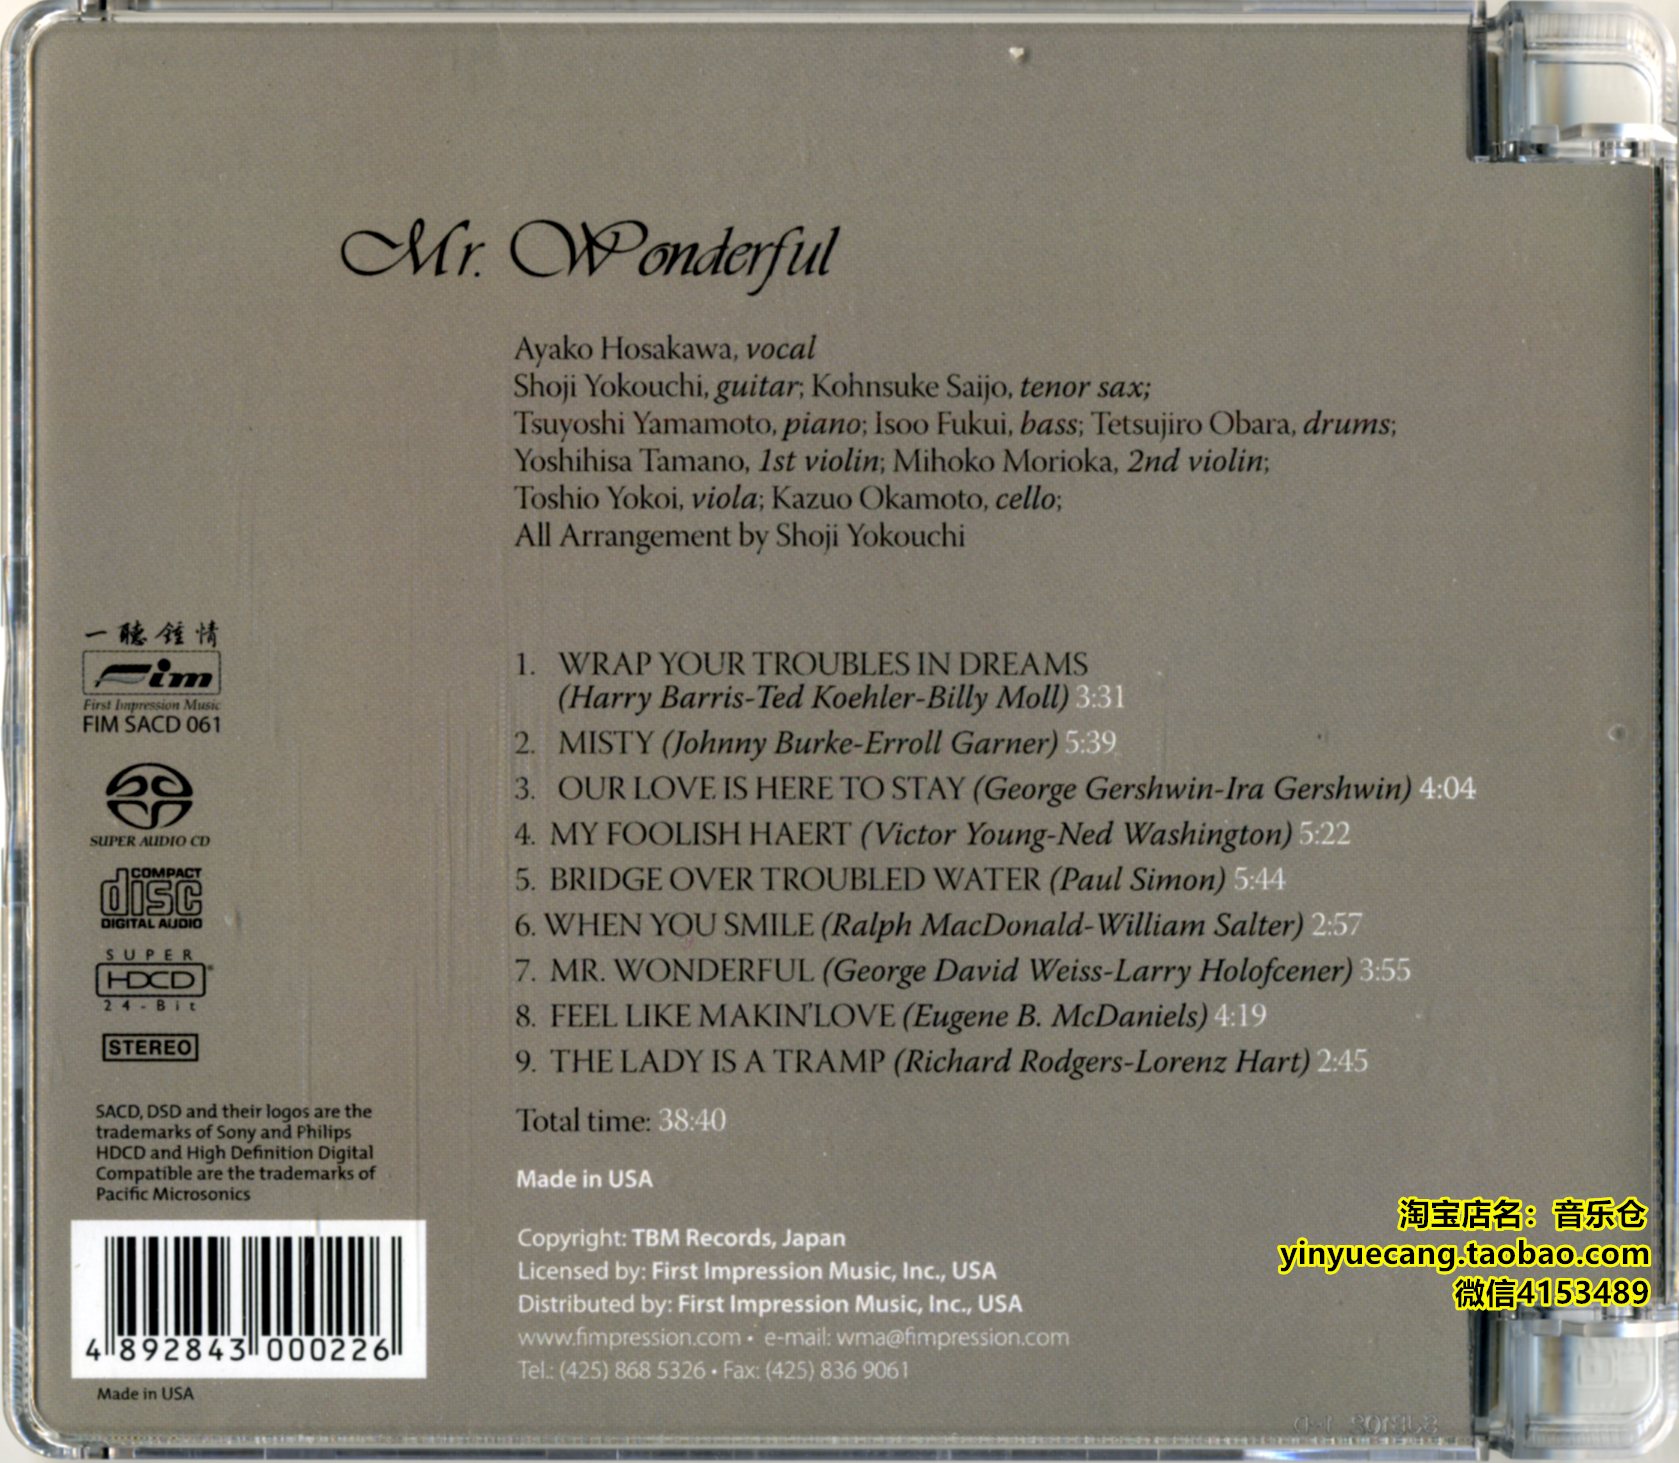 Mr. Wonderful
Ayako Hosakawa, vocal
Shoji Yokouchi, guitar; Kohnsuke Saijo, tenor sax;
Tsuyoshi Yamamoto, piano; Isoo Fukui, bass; Tetsujiro Obara, drums;
Yoshihisa Tamano, 1st violin; Mihoko Morioka, 2nd violin;
Toshio Yokoi, viola; Kazuo Okamoto, cello;
All Arrangement by Shoji Yokouchi
一聽鍾情
Fim
First Impression Music
FIM SACD 061
SUPER AUDIO CD
COMPACT
disc
DIGITAL AUDIO
SUPER
HDCD®
24-Bit
STEREO
SACD, DSD and their logos are the
trademarks of Sony and Philips
HDCD and High Definition Digital
Compatible are the trademarks of
Pacific Microsonics
4 892843 000226
Made in USA
1. WRAP YOUR TROUBLES IN DREAMS
(Harry Barris-Ted Koehler-Billy Moll) 3:31
2. MISTY (Johnny Burke-Erroll Garner) 5:39
3. OUR LOVE IS HERE TO STAY (George Gershwin-Ira Gershwin) 4:04
4. MY FOOLISH HAERT (Victor Young-Ned Washington) 5:22
5. BRIDGE OVER TROUBLED WATER (Paul Simon) 5:44
6. WHEN YOU SMILE (Ralph MacDonald-William Salter) 2:57
7. MR. WONDERFUL (George David Weiss-Larry Holofcener) 3:55
8. FEEL LIKE MAKIN'LOVE (Eugene B. McDaniels) 4:19
9. THE LADY IS A TRAMP (Richard Rodgers-Lorenz Hart) 2:45
Total time: 38:40
Made in USA
Copyright: TBM Records, Japan
Licensed by: First Impression Music, Inc., USA
Distributed by: First Impression Music, Inc., USA
www.fimpression.com • e-mail: wma@fimpression.com
Tel.: (425) 868 5326 • Fax: (425) 836 9061
淘宝店名：音乐仓
yinyuecang.taobao.com
微信4153489